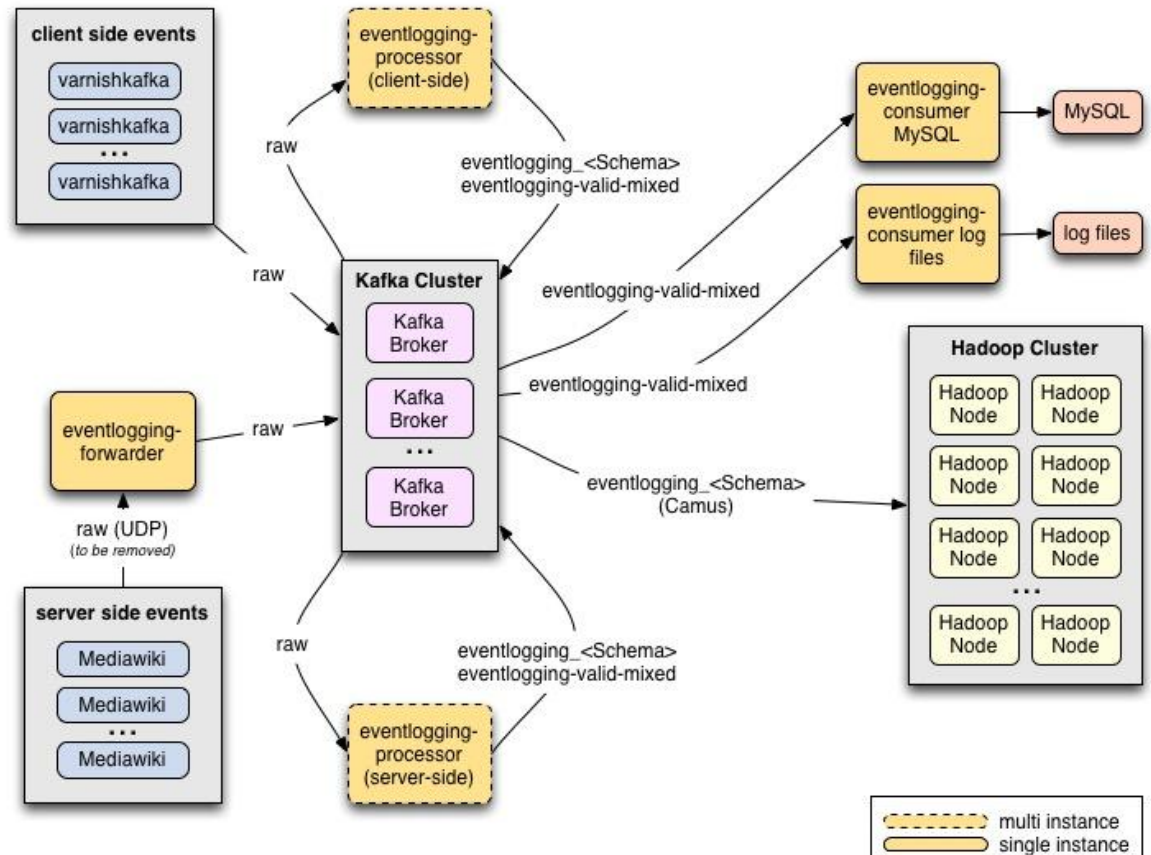 client side events
varnishkafka
varnishkafka
...
varnishkafka
eventlogging-
processor
(client-side)
raw
eventlogging_<Schema>
eventlogging-valid-mixed
raw
eventlogging-
consumer
MySQL
MySQL
eventlogging-
consumer log
files
log files
Kafka Cluster
Kafka
Broker
Kafka
Broker
...
Kafka
Broker
eventlogging-valid-mixed
eventlogging-valid-mixed
eventlogging_<Schema>
(Camus)
Hadoop Cluster
Hadoop
Node
Hadoop
Node
Hadoop
Node
Hadoop
Node
Hadoop
Node
Hadoop
Node
...
Hadoop
Node
Hadoop
Node
eventlogging-
forwarder
raw
raw (UDP)
(to be removed)
server side events
Mediawiki
Mediawiki
...
Mediawiki
raw
eventlogging_<Schema>
eventlogging-valid-mixed
eventlogging-
processor
(server-side)
multi instance
single instance